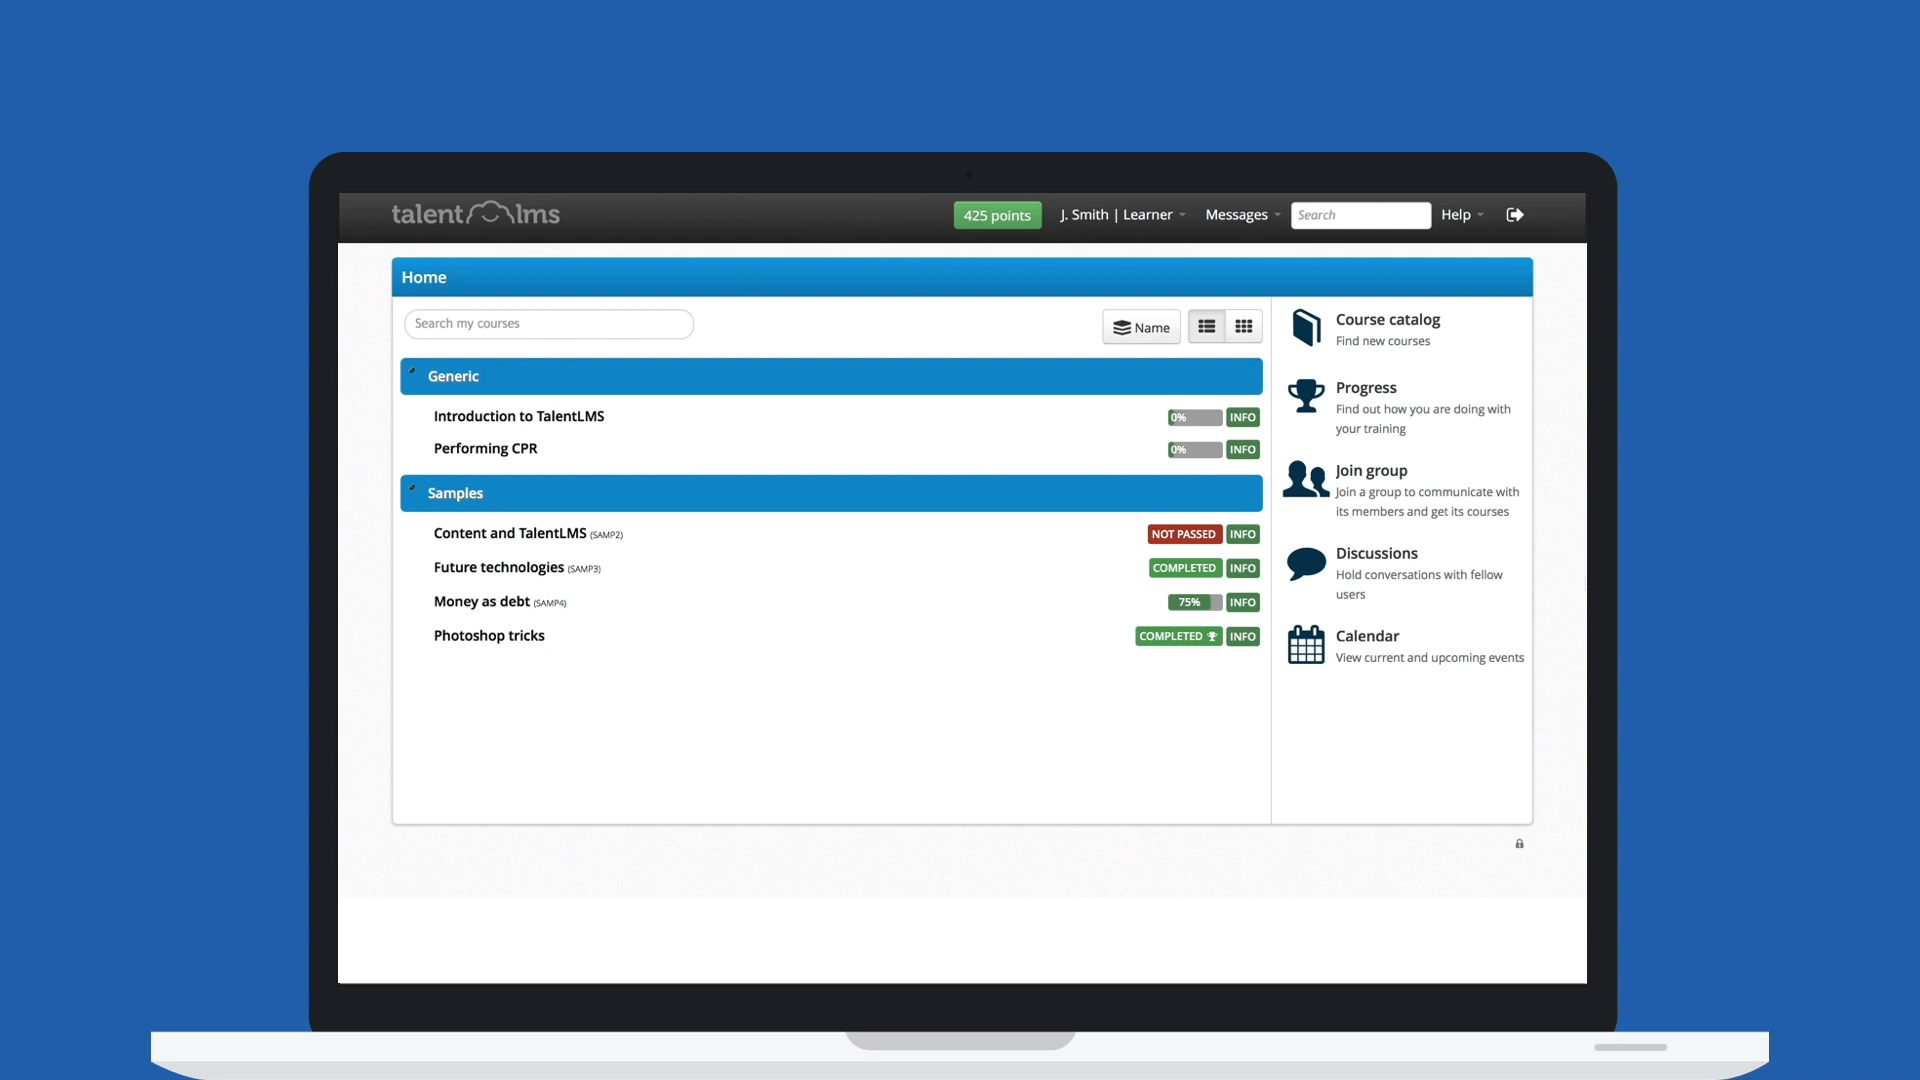 talentlms
425 points
J. Smith | Learner
Messages
Search
Help
Home
Search my courses
Name
Generic
Introduction to TalentLMS
0%
INFO
Performing CPR
0%
INFO
Samples
Content and TalentLMS (SAMP2)
NOT PASSED
INFO
Future technologies (SAMP3)
COMPLETED
INFO
Money as debt (SAMP4)
75%
INFO
Photoshop tricks
COMPLETED
INFO
Course catalog
Find new courses
Progress
Find out how you are doing with
your training
Join group
Join a group to communicate with
its members and get its courses
Discussions
Hold conversations with fellow
users
Calendar
View current and upcoming events